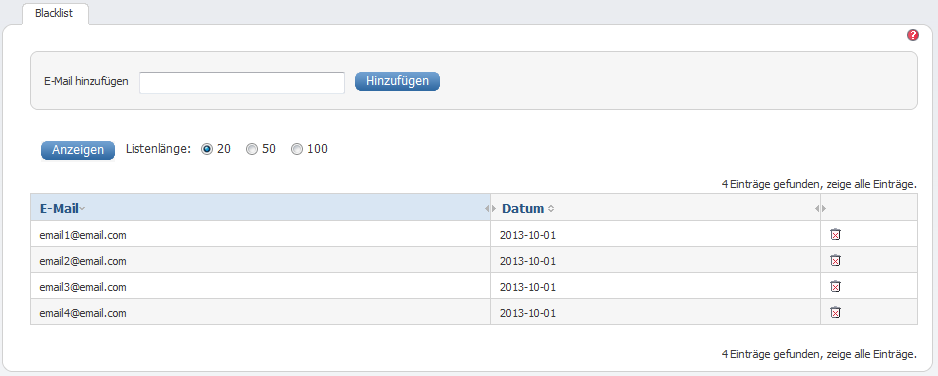 Blacklist
?
E-Mail hinzufügen Hinzufügen
Anzeigen Listenlänge: 20 50 100
4 Einträge gefunden, zeige alle Einträge.
E-Mail Datum
email1@email.com 2013-10-01
email2@email.com 2013-10-01
email3@email.com 2013-10-01
email4@email.com 2013-10-01
4 Einträge gefunden, zeige alle Einträge.